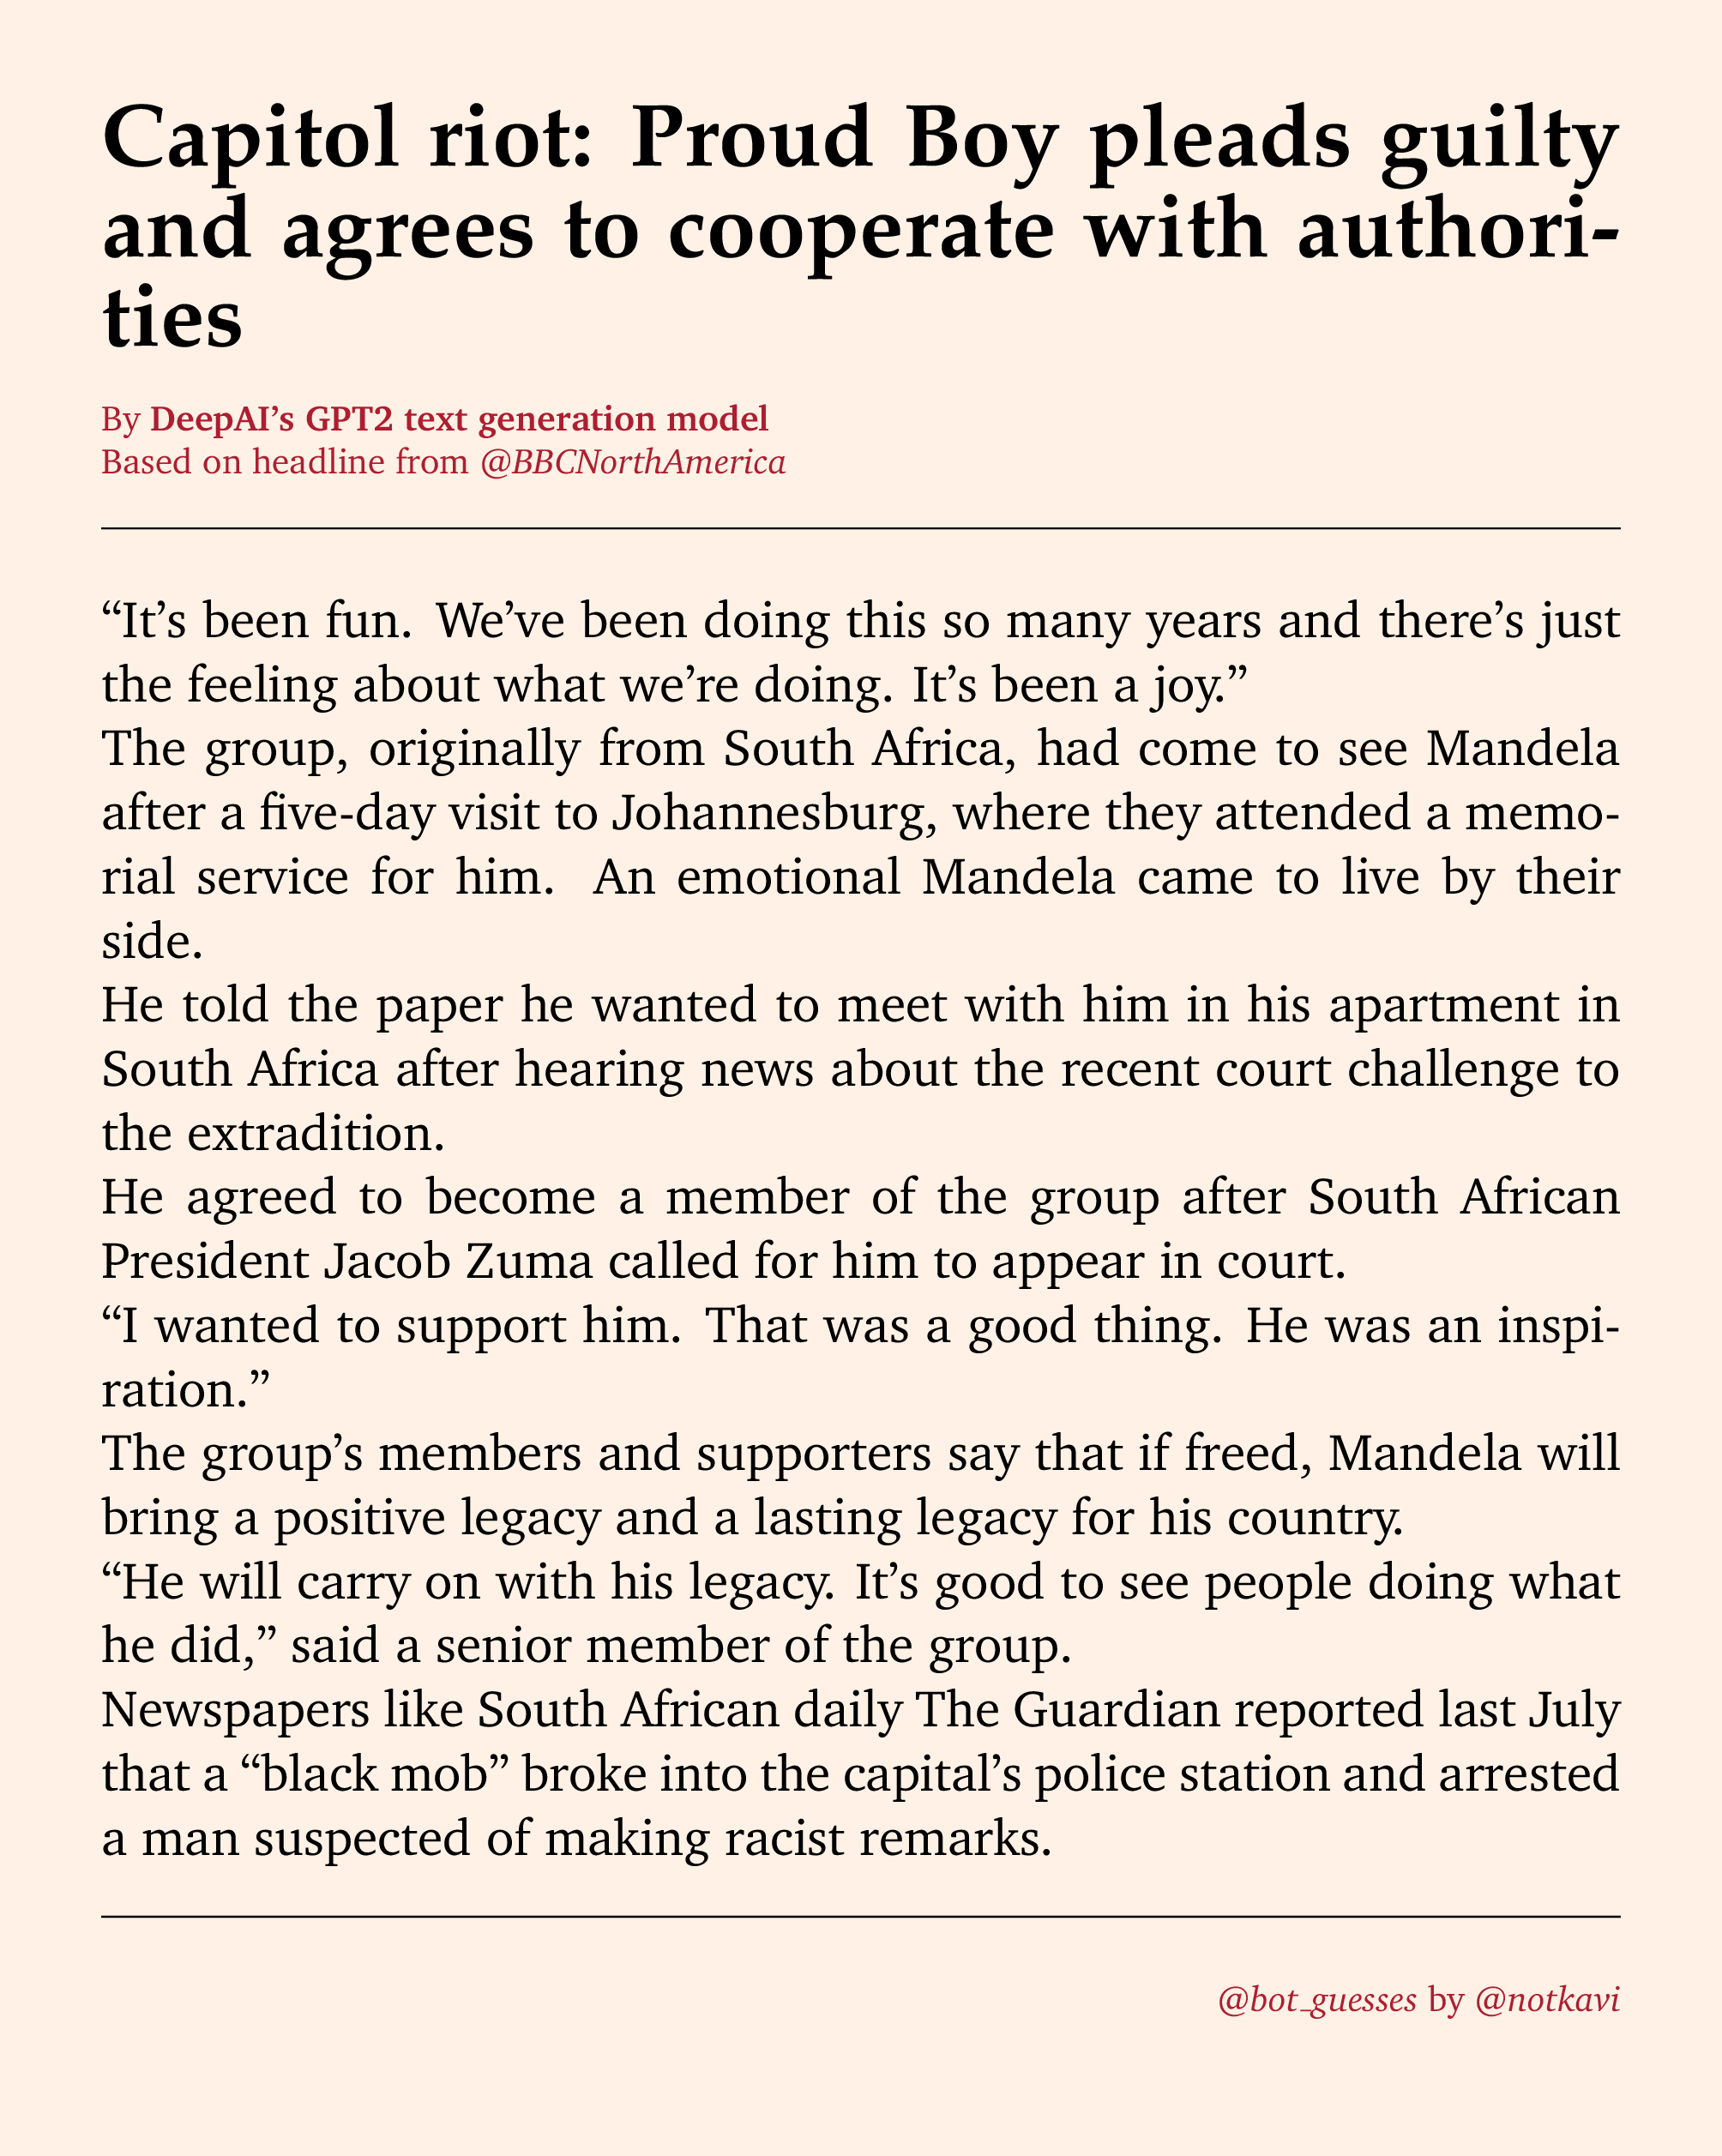 Capitol riot: Proud Boy pleads guilty
and agrees to cooperate with authori-
ties
By DeepAI’s GPT2 text generation model
Based on headline from @BBCNorthAmerica
“It’s been fun. We’ve been doing this so many years and there’s just
the feeling about what we’re doing. It’s been a joy.”
The group, originally from South Africa, had come to see Mandela
after a five-day visit to Johannesburg, where they attended a memo-
rial service for him. An emotional Mandela came to live by their
side.
He told the paper he wanted to meet with him in his apartment in
South Africa after hearing news about the recent court challenge to
the extradition.
He agreed to become a member of the group after South African
President Jacob Zuma called for him to appear in court.
“I wanted to support him. That was a good thing. He was an inspi-
ration.”
The group’s members and supporters say that if freed, Mandela will
bring a positive legacy and a lasting legacy for his country.
“He will carry on with his legacy. It’s good to see people doing what
he did,” said a senior member of the group.
Newspapers like South African daily The Guardian reported last July
that a “black mob” broke into the capital’s police station and arrested
a man suspected of making racist remarks.
@bot_guesses by @notkavi